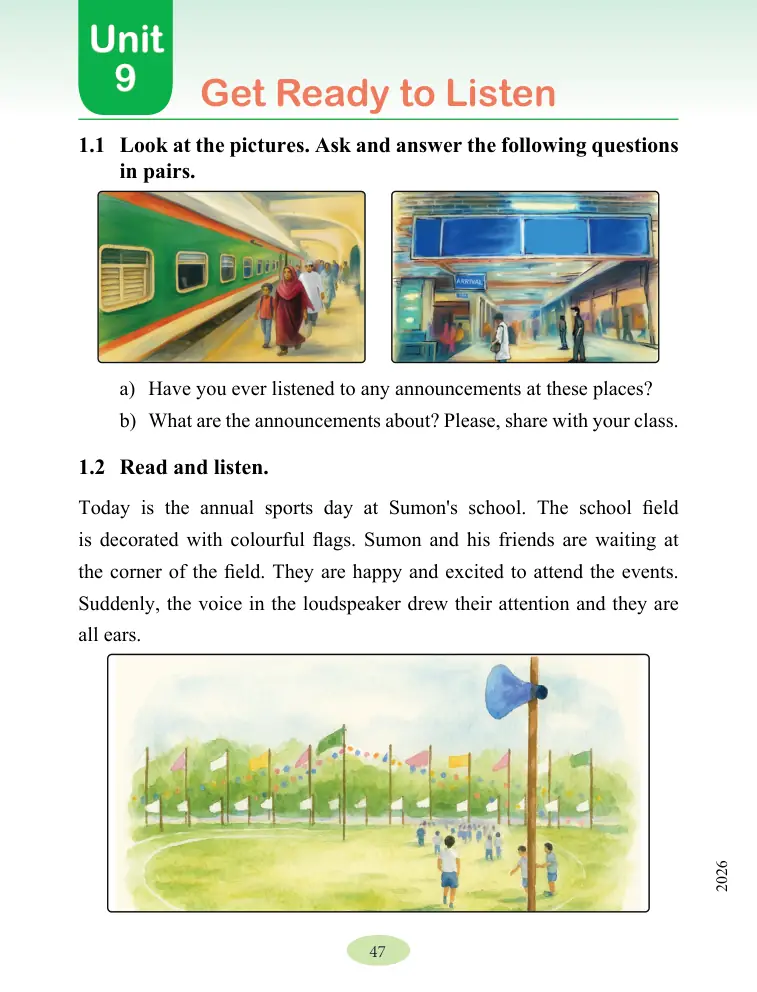 Unit
9
Get Ready to Listen
1.1 Look at the pictures. Ask and answer the following questions
in pairs.
ARRIVAL
a) Have you ever listened to any announcements at these places?
b) What are the announcements about? Please, share with your class.
1.2 Read and listen.
Today is the annual sports day at Sumon's school. The school field
is decorated with colourful flags. Sumon and his friends are waiting at
the corner of the field. They are happy and excited to attend the events.
Suddenly, the voice in the loudspeaker drew their attention and they are
all ears.
2026
47